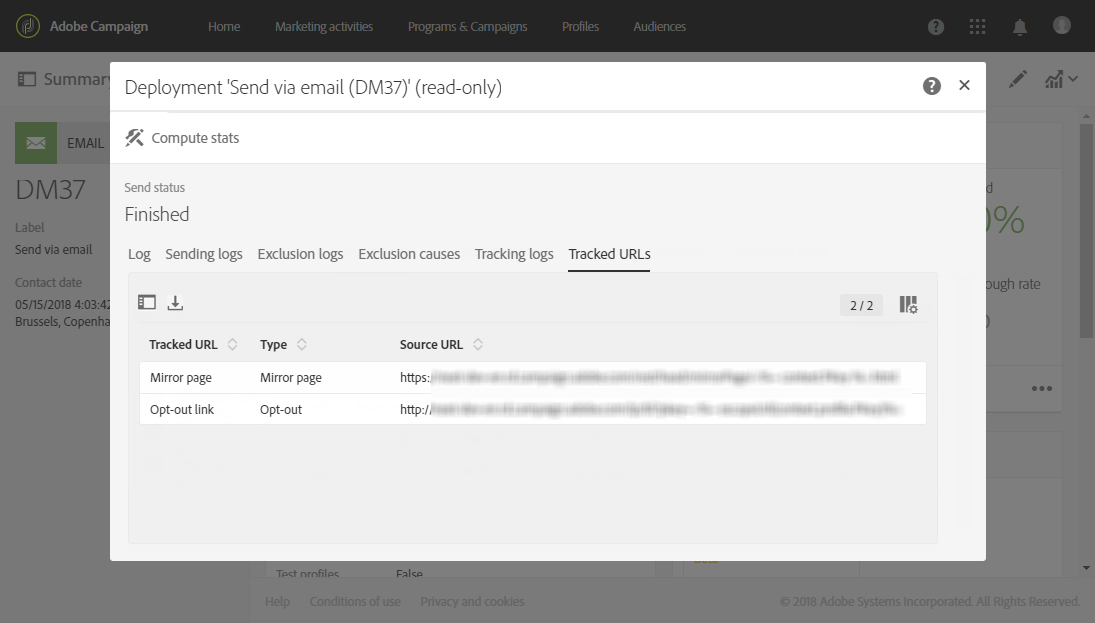 Adobe Campaign Home Marketing activities Programs & Campaigns Profiles Audiences ?
Summary
Deployment 'Send via email (DM37)' (read-only) ? ×
Compute stats
EMAIL
DM37
Label
Send via email
Contact date
05/15/2018 4:03:42
Brussels, Copenha
Send status
Finished
Log Sending logs Exclusion logs Exclusion causes Tracking logs Tracked URLs
2 / 2
Tracked URL Type Source URL
Mirror page Mirror page https:
Opt-out link Opt-out http://
d
0%
ough rate
Test profiles False
Help Conditions of use Privacy and cookies © 2018 Adobe Systems Incorporated. All Rights Reserved.